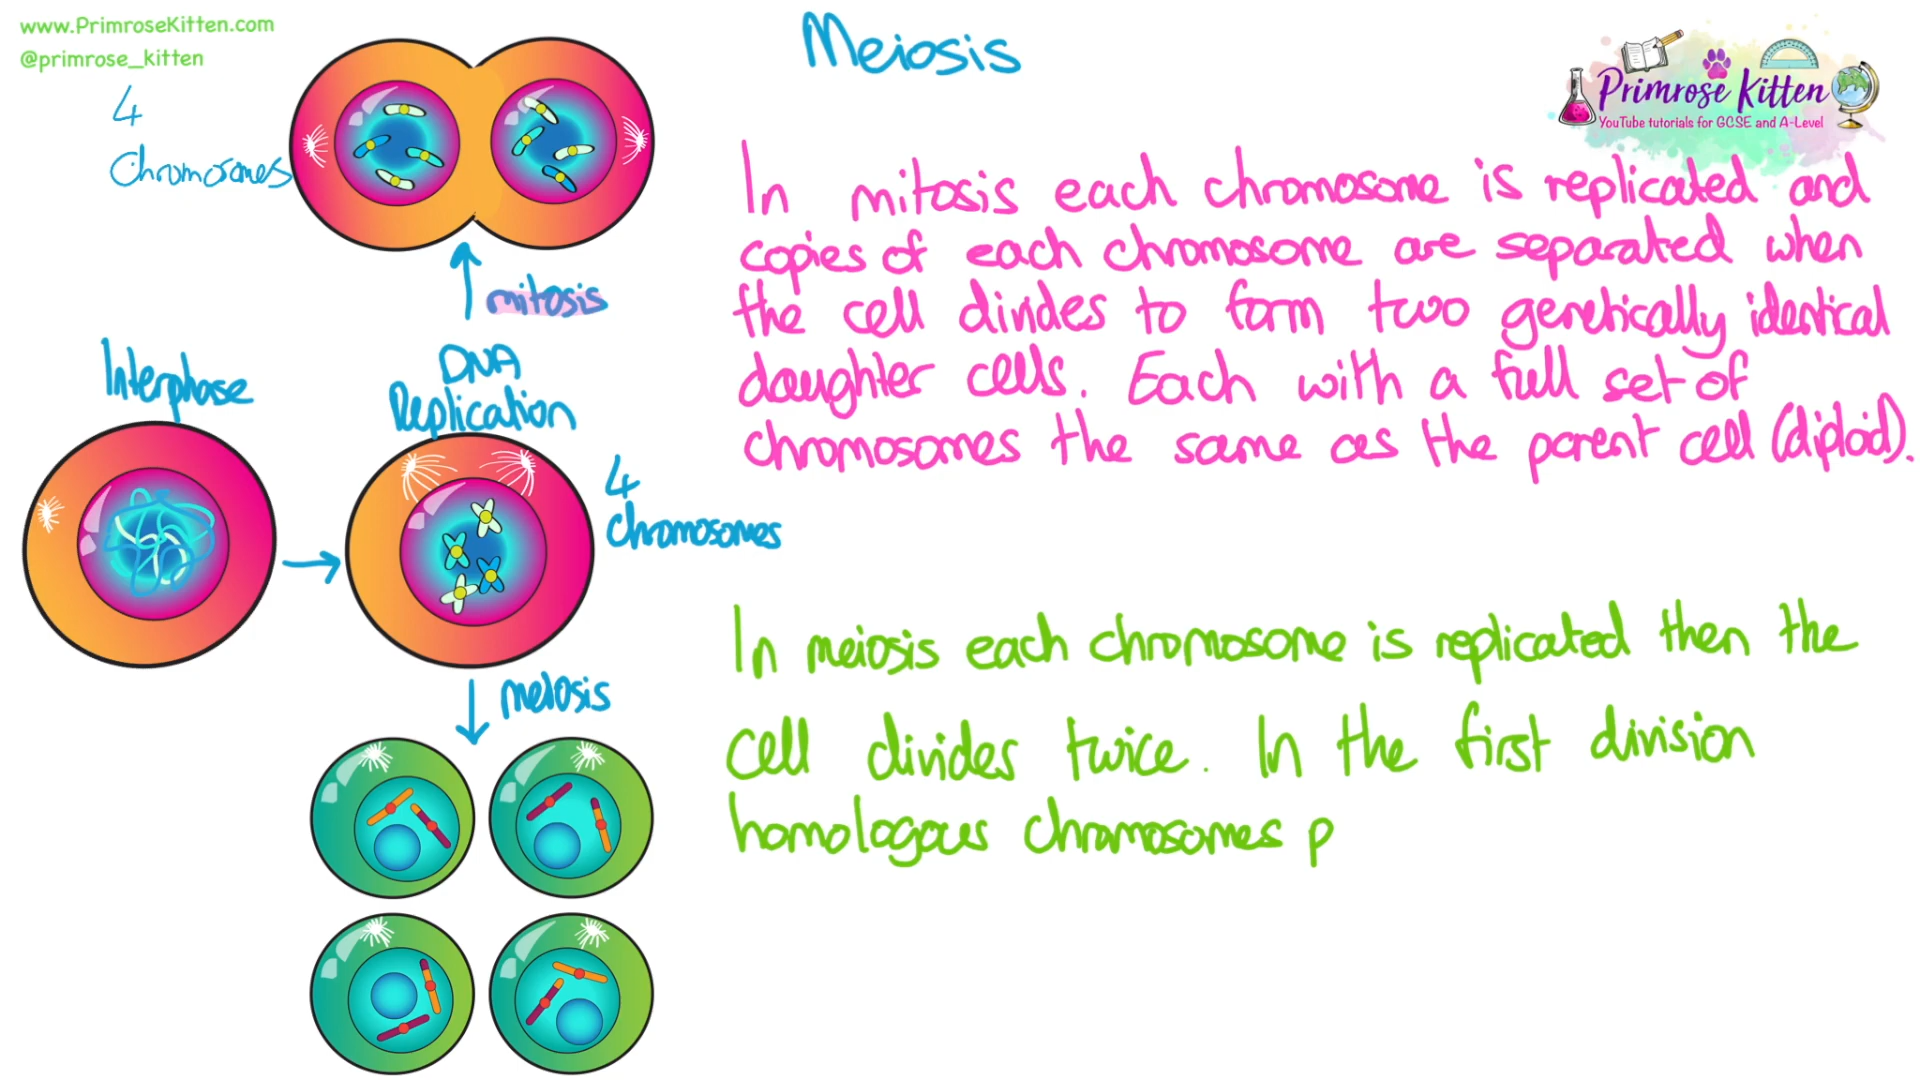 www.PrimroseKitten.com
@primrose_kitten
Meiosis
Primrose Kitten
YouTube tutorials for GCSE and A-Level
4
Chromosomes
mitosis
Interphase
DNA
Replication
4
Chromosomes
meiosis
In mitosis each chromosome is replicated and
copies of each chromosome are separated when
the cell divides to form two genetically identical
daughter cells. Each with a full set of
chromosomes the same as the parent cell (diploid).
In meiosis each chromosome is replicated then the
cell divides twice. In the first division
homologous chromosomes p